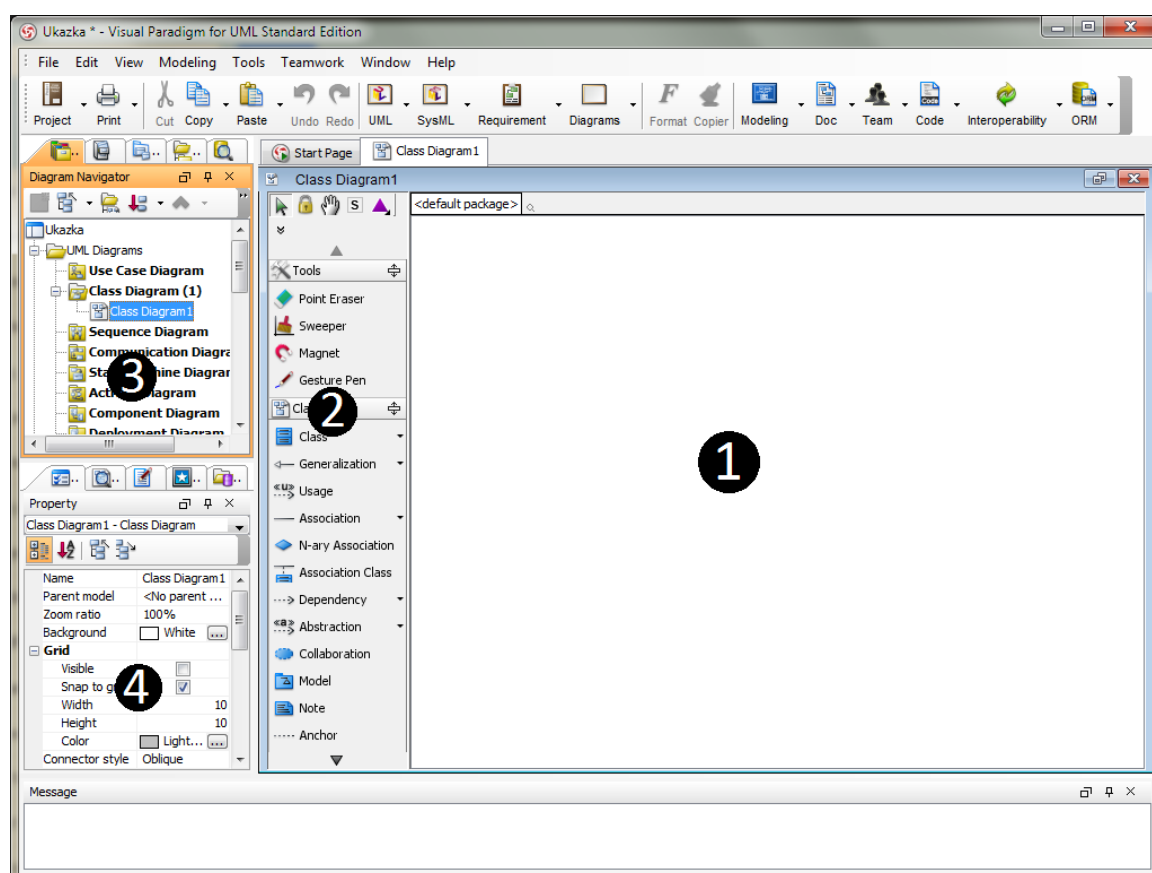 Ukazka * - Visual Paradigm for UML Standard Edition
File Edit View Modeling Tools Teamwork Window Help
Project Print Cut Copy Paste Undo Redo UML SysML Requirement Diagrams Format Copier Modeling Doc Team Code Interoperability ORM
Start Page Class Diagram1
Diagram Navigator
Class Diagram1
S
<default package>
Ukazka
UML Diagrams
Use Case Diagram
Class Diagram (1)
Class Diagram1
Sequence Diagram
Communication Diagra
3
Diagram
Component Diagram
Deployment Diagram
Tools
Point Eraser
Sweeper
Magnet
Gesture Pen
2
Class
Generalization
Usage
Association
N-ary Association
Association Class
Dependency
Abstraction
Collaboration
Model
Note
Anchor
1
Property
Class Diagram1 - Class Diagram
Name Class Diagram1
Parent model <No parent ...
Zoom ratio 100%
Background White ...
Grid
Visible
Snap to
4
Width 10
Height 10
Color Light... ...
Connector style Oblique
Message